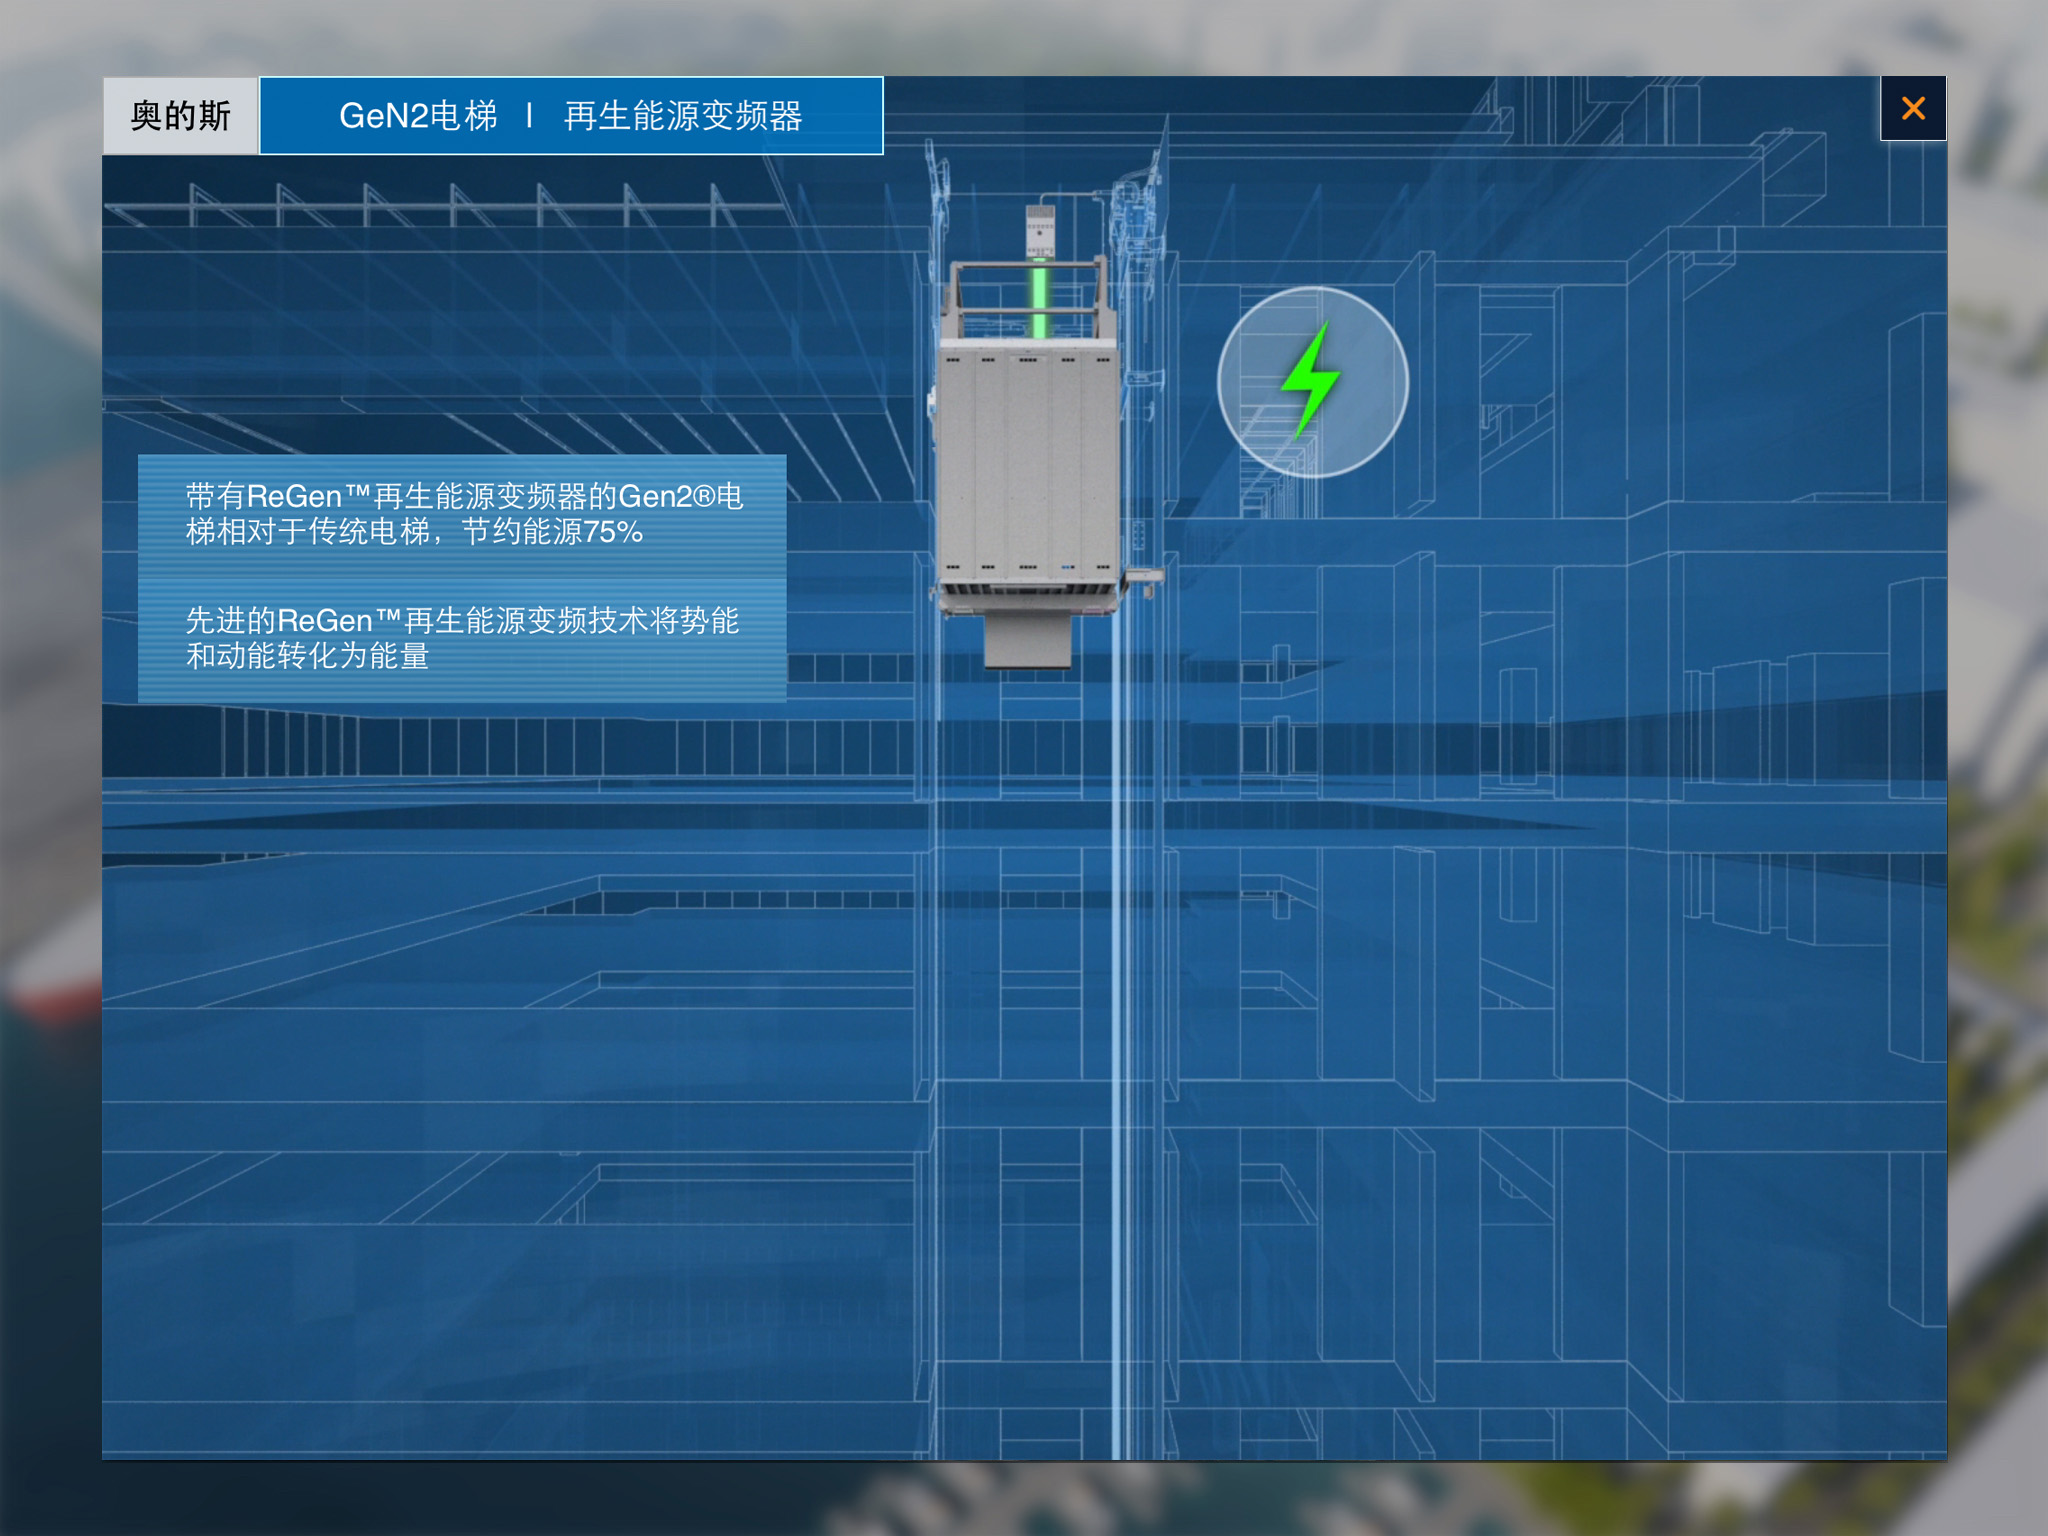 奥的斯
GeN2电梯 | 再生能源变频器
带有ReGen™再生能源变频器的Gen2®电
梯相对于传统电梯，节约能源75%
先进的ReGen™再生能源变频技术将势能
和动能转化为能量